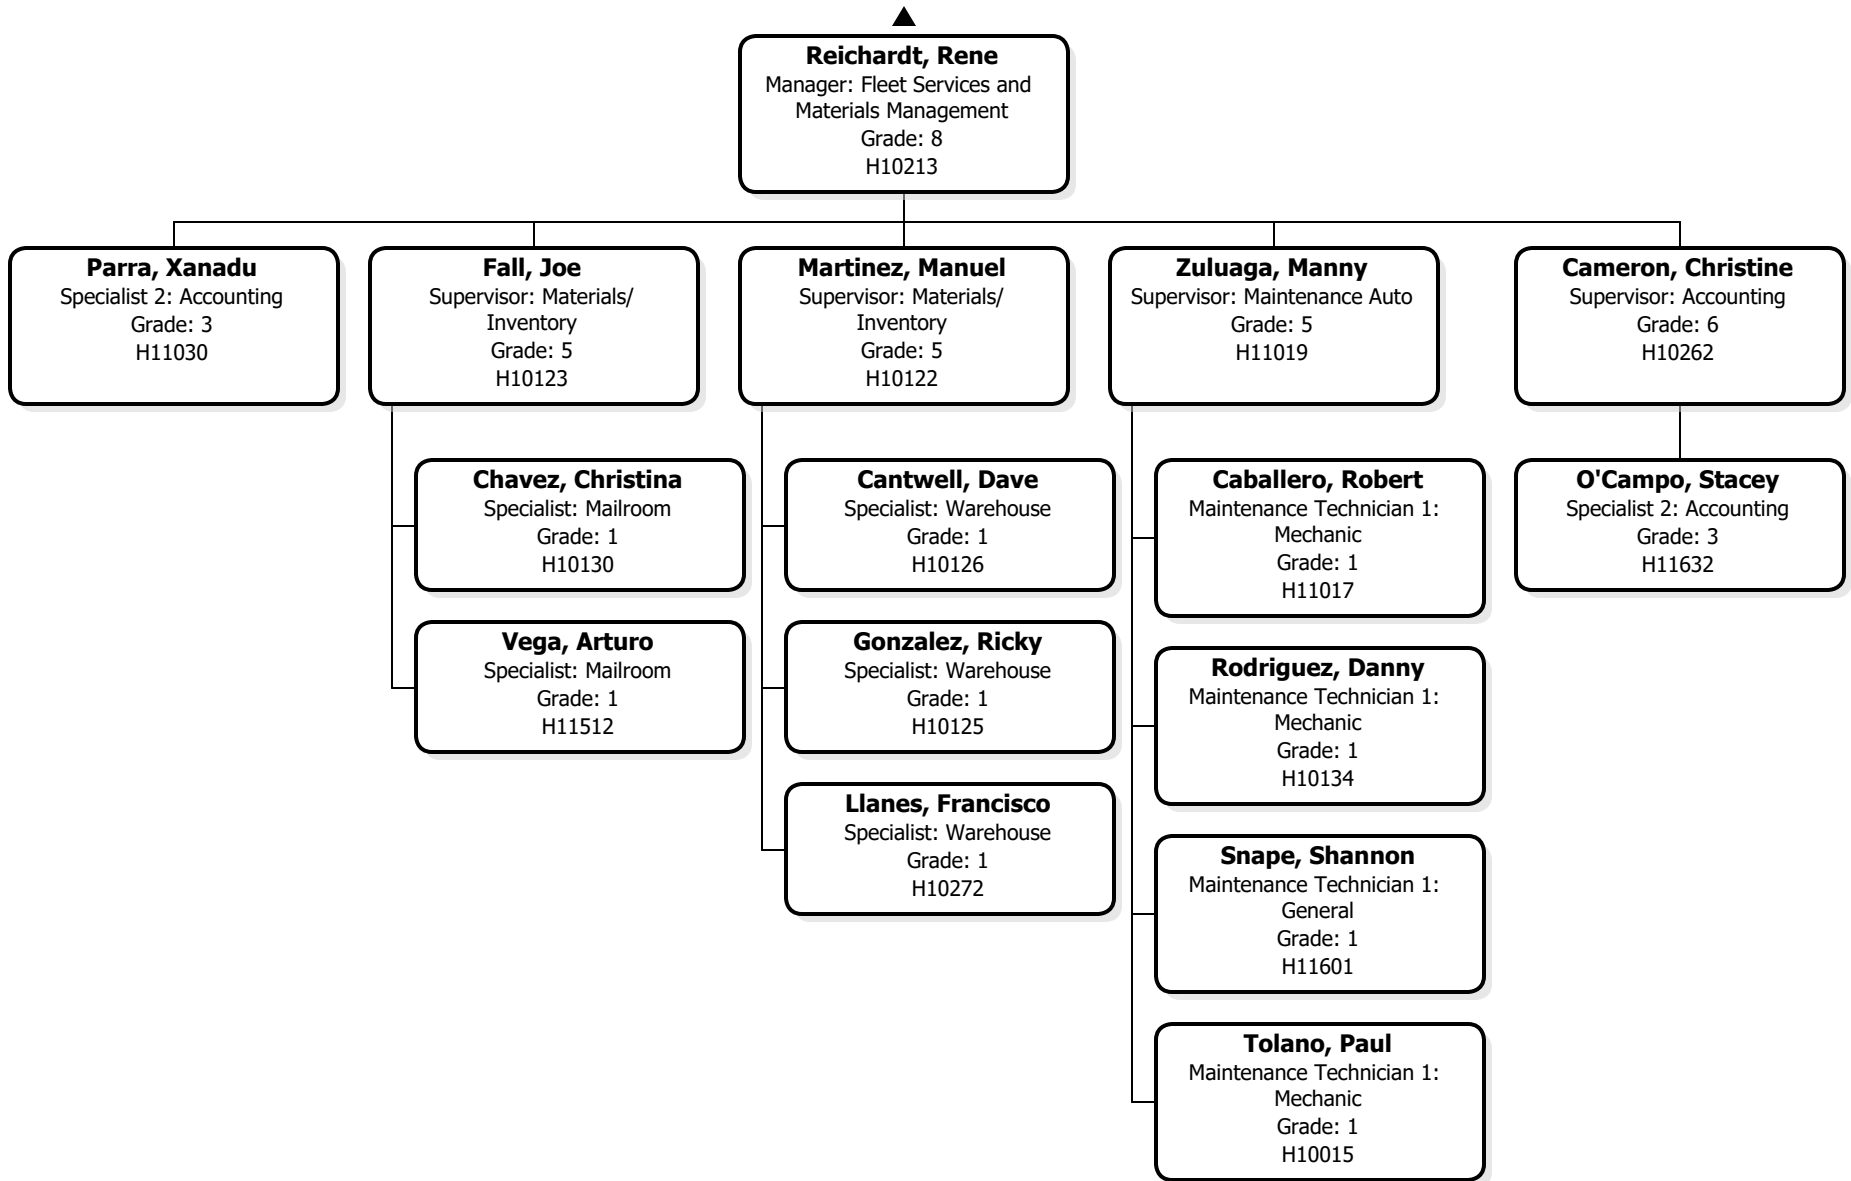 Reichardt, Rene
Manager: Fleet Services and
Materials Management
Grade: 8
H10213
Parra, Xanadu
Specialist 2: Accounting
Grade: 3
H11030
Fall, Joe
Supervisor: Materials/
Inventory
Grade: 5
H10123
Martinez, Manuel
Supervisor: Materials/
Inventory
Grade: 5
H10122
Zuluaga, Manny
Supervisor: Maintenance Auto
Grade: 5
H11019
Cameron, Christine
Supervisor: Accounting
Grade: 6
H10262
Chavez, Christina
Specialist: Mailroom
Grade: 1
H10130
Vega, Arturo
Specialist: Mailroom
Grade: 1
H11512
Cantwell, Dave
Specialist: Warehouse
Grade: 1
H10126
Gonzalez, Ricky
Specialist: Warehouse
Grade: 1
H10125
Llanes, Francisco
Specialist: Warehouse
Grade: 1
H10272
Caballero, Robert
Maintenance Technician 1:
Mechanic
Grade: 1
H11017
Rodriguez, Danny
Maintenance Technician 1:
Mechanic
Grade: 1
H10134
Snape, Shannon
Maintenance Technician 1:
General
Grade: 1
H11601
Tolano, Paul
Maintenance Technician 1:
Mechanic
Grade: 1
H10015
O'Campo, Stacey
Specialist 2: Accounting
Grade: 3
H11632